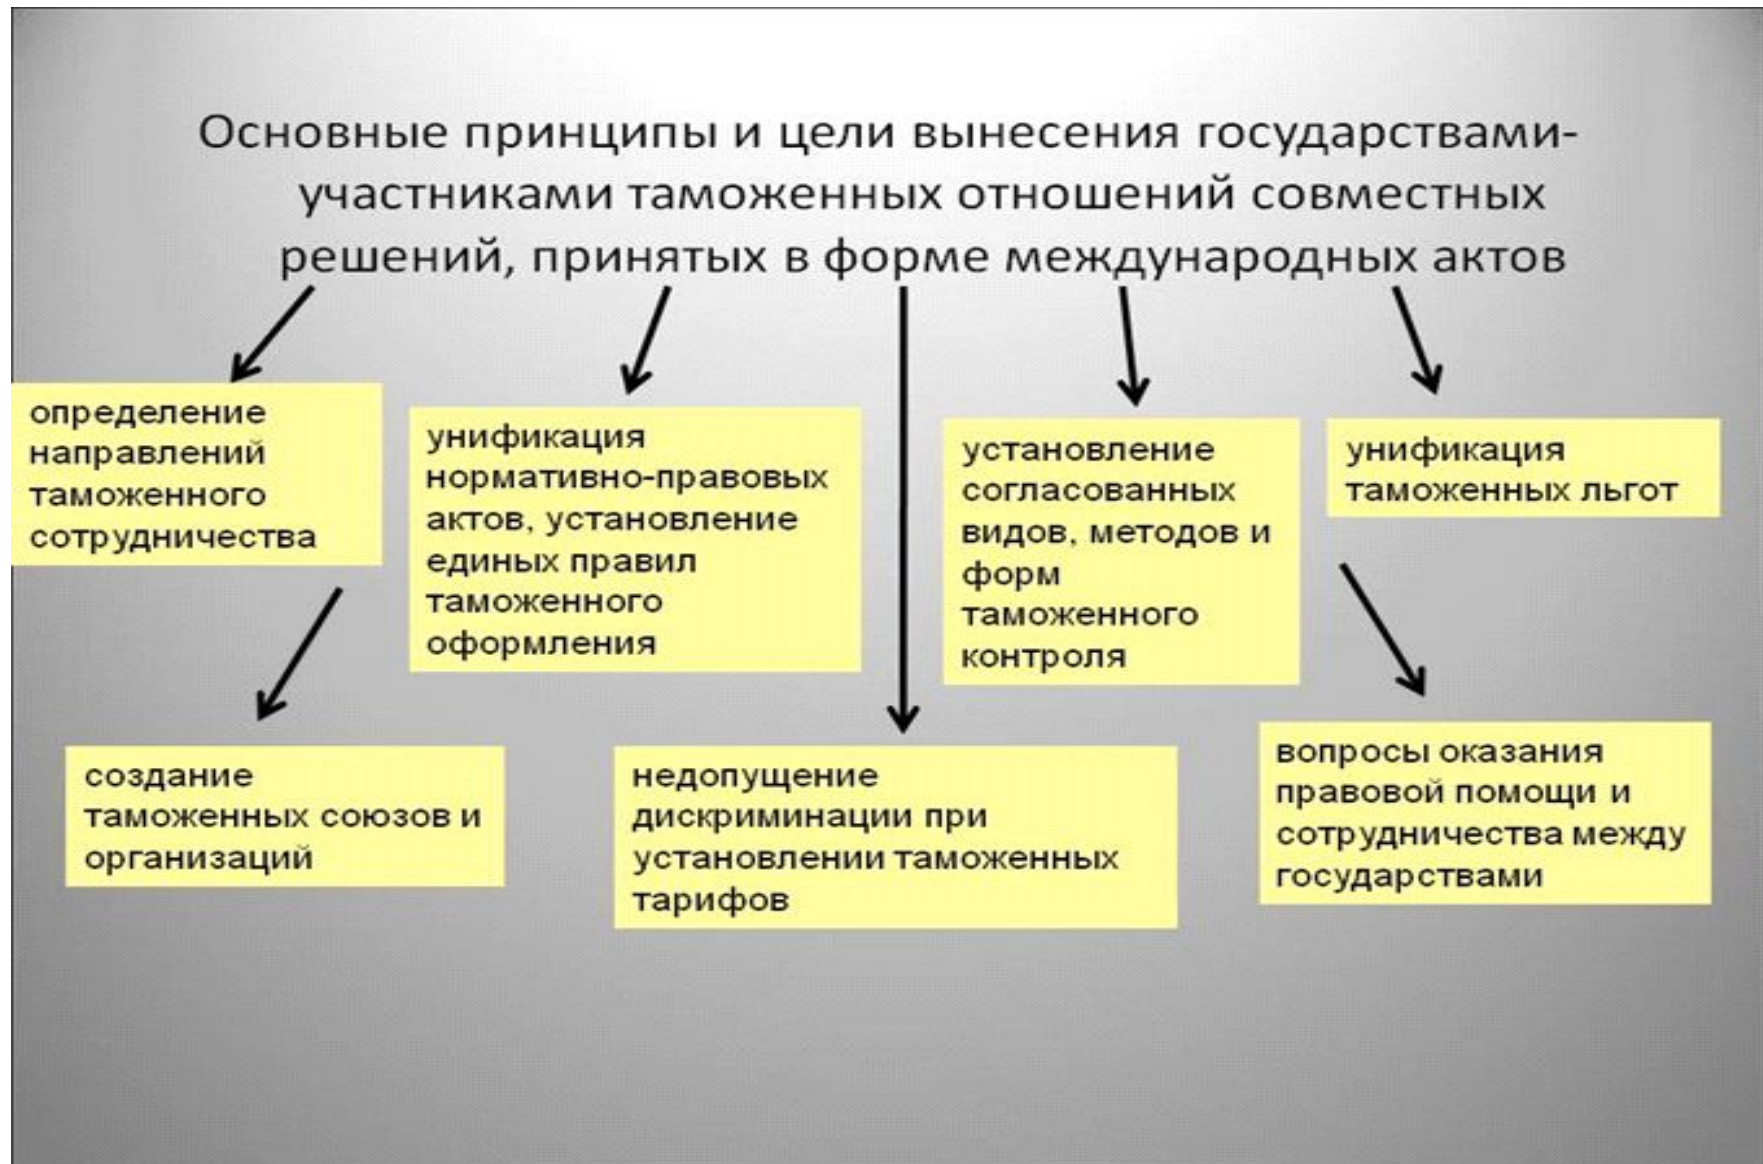 Основные принципы и цели вынесения государствами-
участниками таможенных отношений совместных
решений, принятых в форме международных актов
определение
направлений
таможенного
сотрудничества
унификация
нормативно-правовых
актов, установление
единых правил
таможенного
оформления
установление
согласованных
видов, методов и
форм
таможенного
контроля
унификация
таможенных льгот
создание
таможенных союзов и
организаций
недопущение
дискриминации при
установлении таможенных
тарифов
вопросы оказания
правовой помощи и
сотрудничества между
государствами